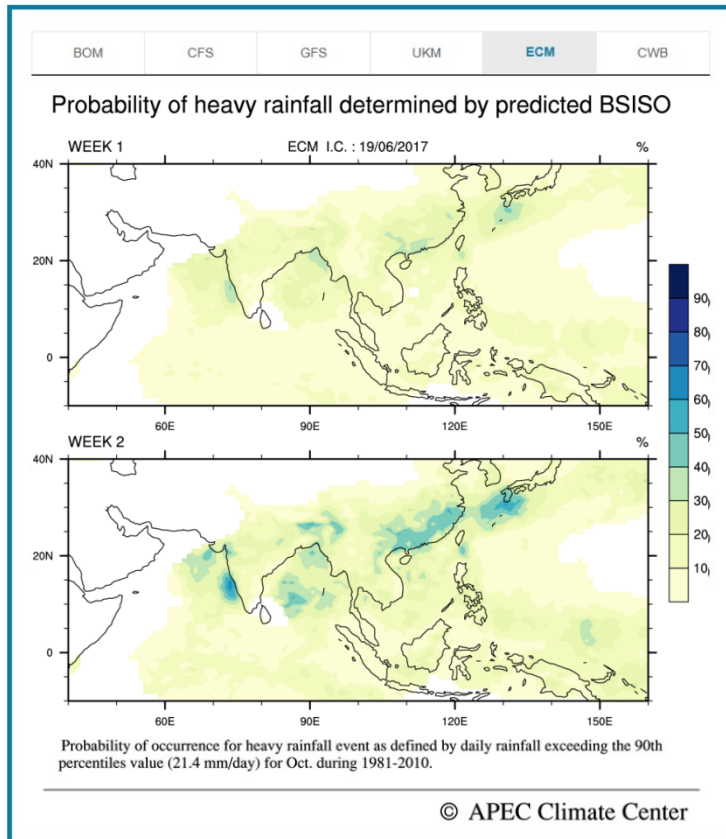 BOM CFS GFS UKM ECM CWB
Probability of heavy rainfall determined by predicted BSISO
WEEK 1 ECM I.C. : 19/06/2017 %
40N
20N
0
60E 90E 120E 150E
WEEK 2 %
40N
20N
0
60E 90E 120E 150E
90
80
70
60
50
40
30
20
10
Probability of occurrence for heavy rainfall event as defined by daily rainfall exceeding the 90th
percentiles value (21.4 mm/day) for Oct. during 1981-2010.
© APEC Climate Center